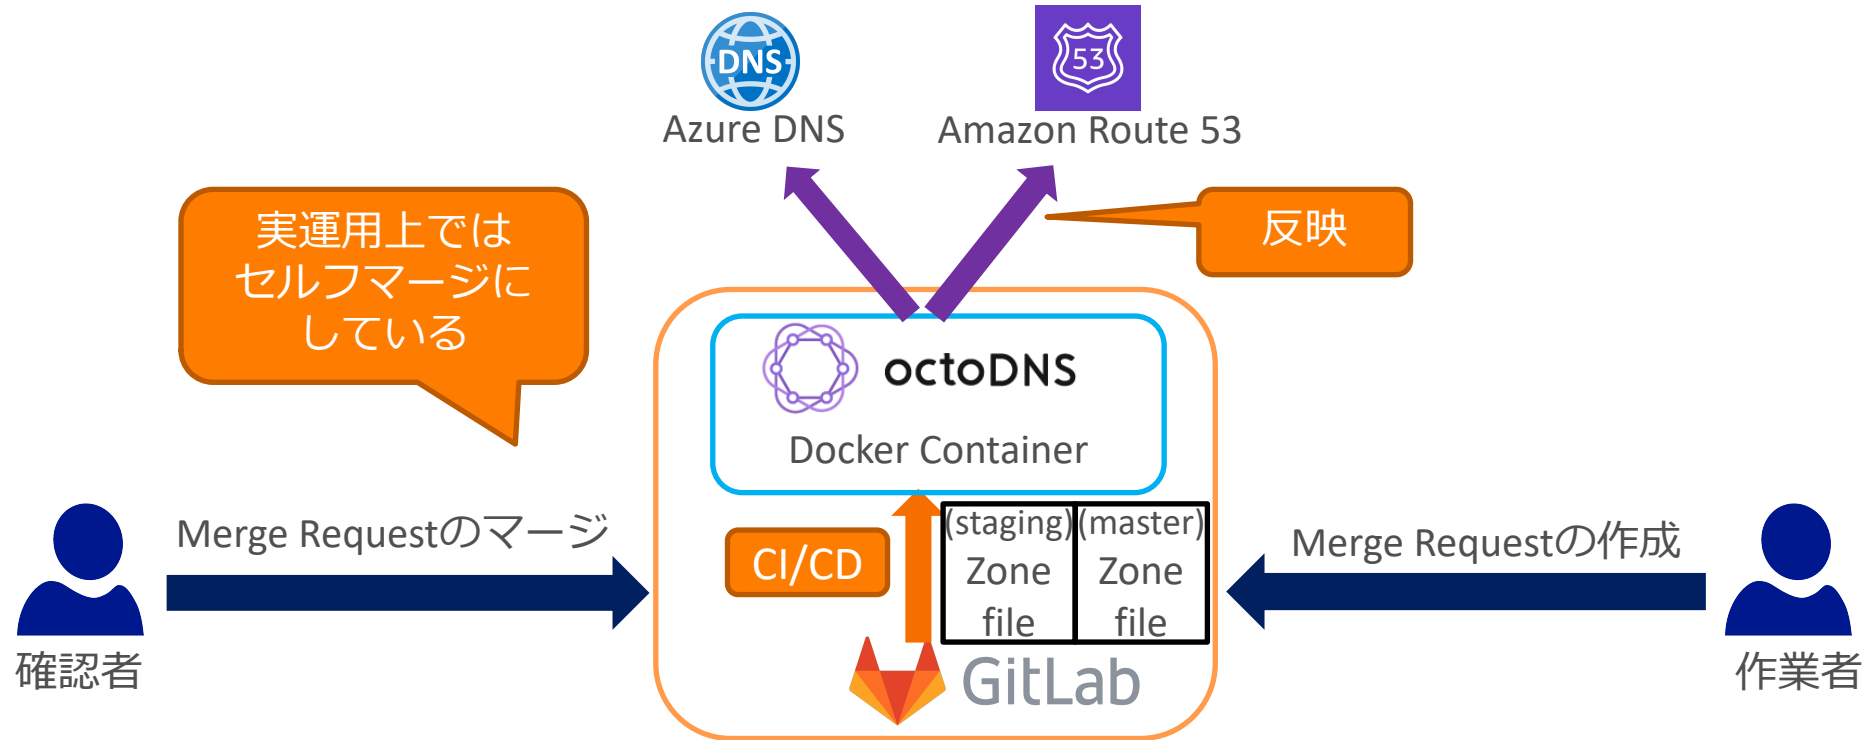 DNS
53
Azure DNS
Amazon Route 53
実運用上では
セルフマージに
している
反映
octoDNS
Docker Container
Merge Requestのマージ
CI/CD
(staging)
Zone
file
(master)
Zone
file
Merge Requestの作成
確認者
GitLab
作業者